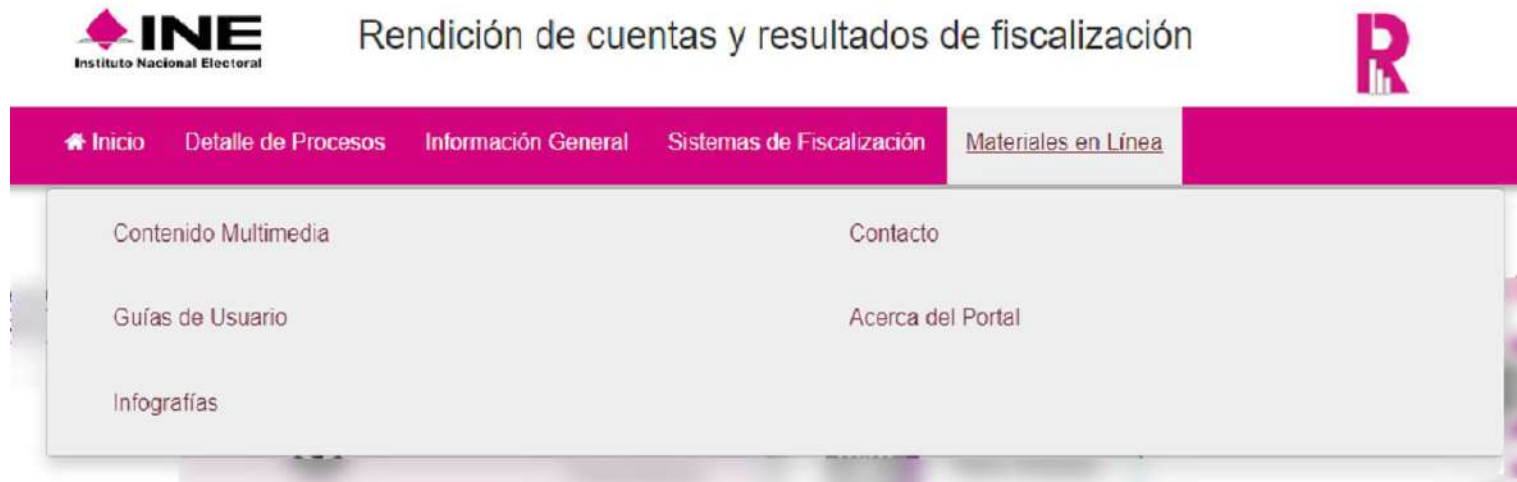 INE
Instituto Nacional Electoral
Rendición de cuentas y resultados de fiscalización
R
Inicio Detalle de Procesos Información General Sistemas de Fiscalización Materiales en Línea
Contenido Multimedia Contacto
Guías de Usuario Acerca del Portal
Infografías